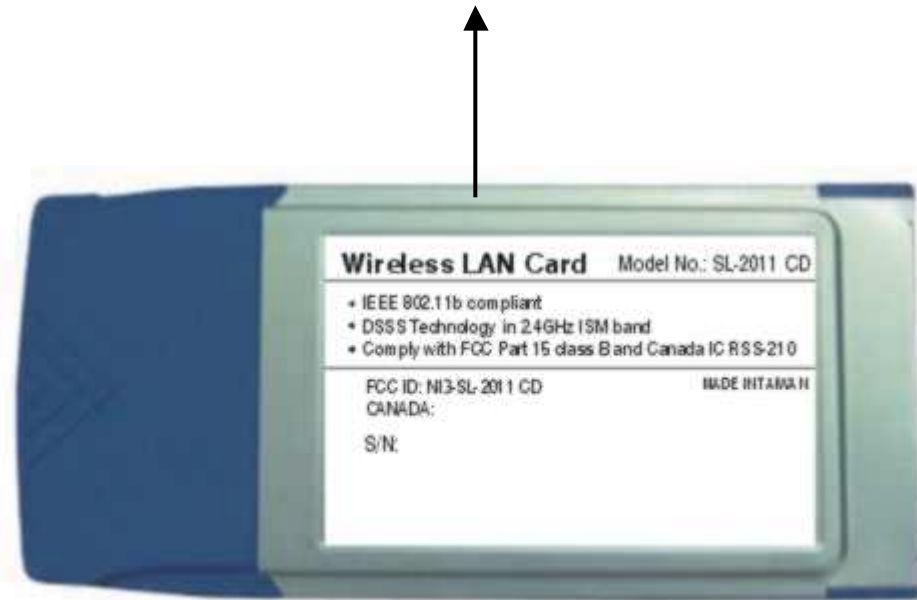 Wireless LAN Card Model No.: SL-2011 CD
• IEEE 802.11b compliant
• DSSS Technology in 2.4GHz ISM band
• Comply with FCC Part 15 class B and Canada IC RSS-210
FCC ID: NI3-SL-2011 CD MADE IN TAIWAN
CANADA:
S/N: